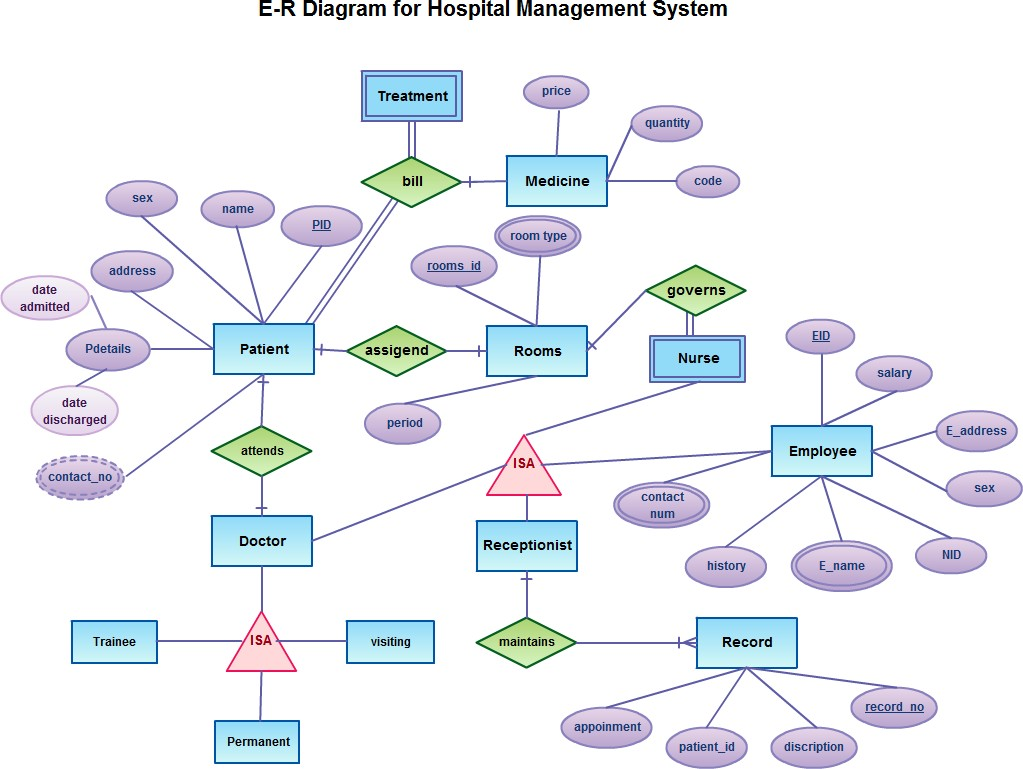 E-R Diagram for Hospital Management System
Treatment
price
quantity
bill
Medicine
code
sex
name
PID
room type
address
rooms_id
date
admitted
governs
Pdetails
Patient
assigend
Rooms
Nurse
EID
salary
date
discharged
period
E_address
attends
Employee
ISA
contact_no
contact
num
sex
Doctor
Receptionist
history
E_name
NID
Trainee
ISA
visiting
maintains
Record
record_no
appoinment
patient_id
discription
Permanent